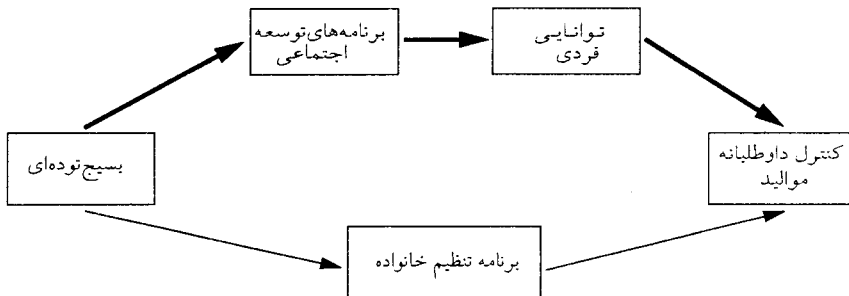 برنامه‌های توسعه
اجتماعی
توانایی
فردی
بسیج توده‌ای
کنترل داوطلبانه
موالید
برنامه تنظیم خانواده